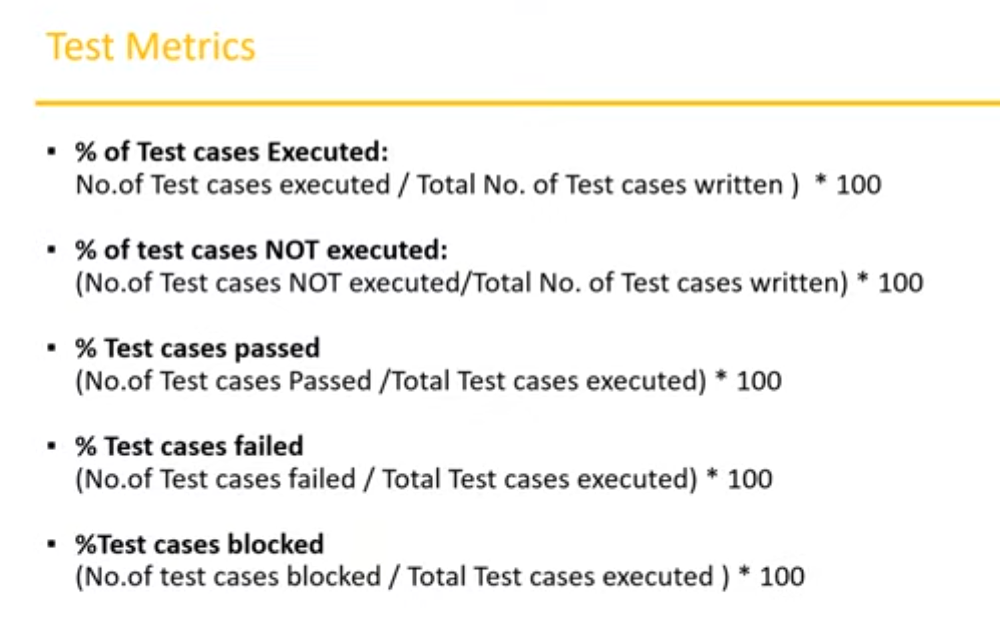 Test Metrics
▪ % of Test cases Executed:
No.of Test cases executed / Total No. of Test cases written ) * 100
▪ % of test cases NOT executed:
(No.of Test cases NOT executed/Total No. of Test cases written) * 100
▪ % Test cases passed
(No.of Test cases Passed /Total Test cases executed) * 100
▪ % Test cases failed
(No.of Test cases failed / Total Test cases executed) * 100
▪ %Test cases blocked
(No.of test cases blocked / Total Test cases executed ) * 100